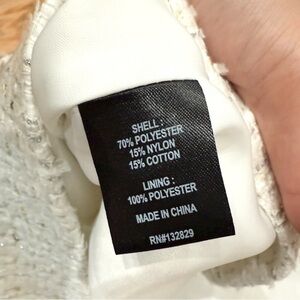 SHELL :
70% POLYESTER
15% NYLON
15% COTTON
LINING :
100% POLYESTER
MADE IN CHINA
RN#132829